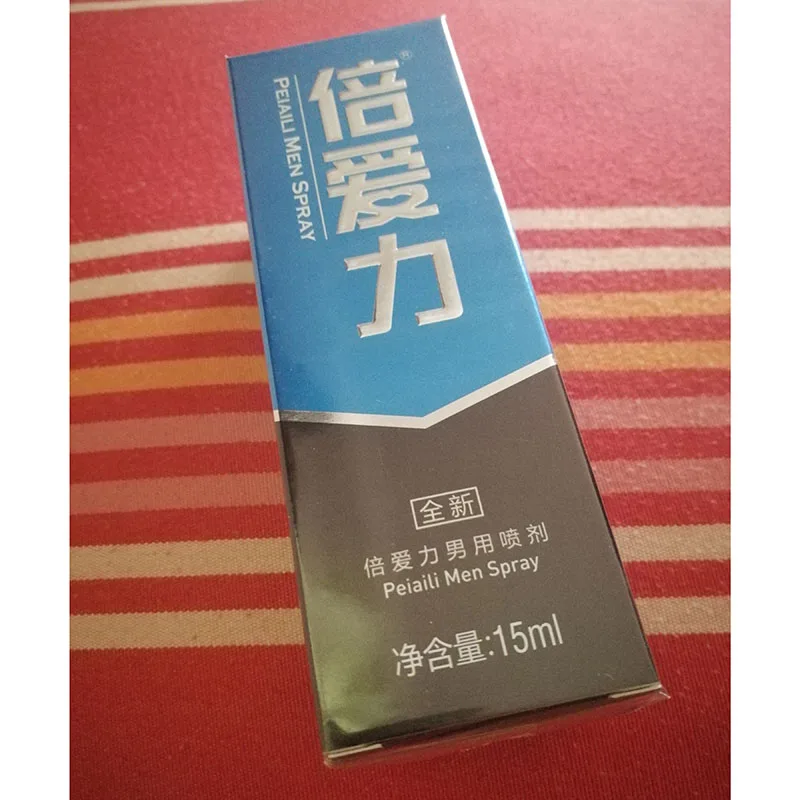 倍爱力®
PEIAILI MEN SPRAY
全新
倍爱力男用喷剂
Peiaili Men Spray
净含量:15ml